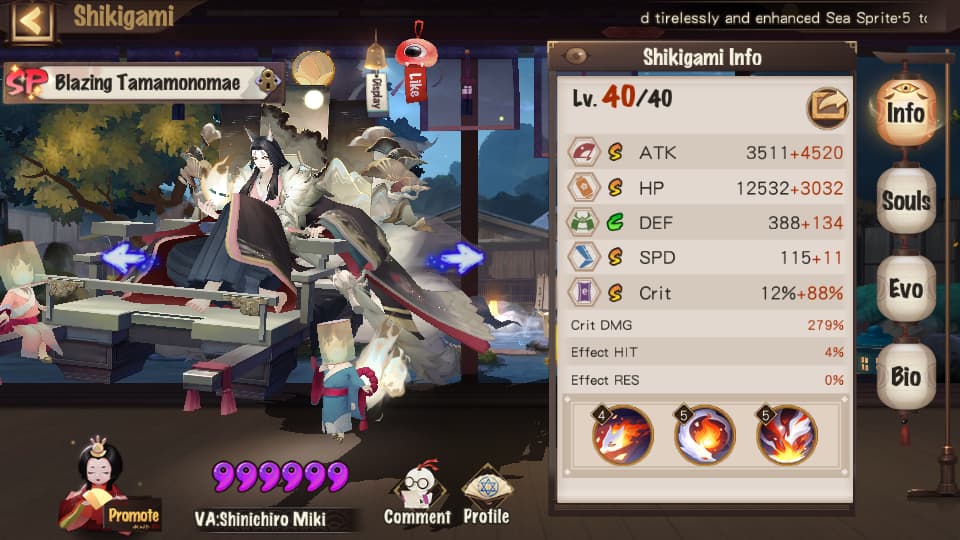 Shikigami
d tirelessly and enhanced Sea Sprite·5 to
SP Blazing Tamamonomae
Display
Like
Shikigami Info
Lv. 40/40
S ATK 3511+4520
S HP 12532+3032
DEF 388+134
S SPD 115+11
S Crit 12%+88%
Crit DMG 279%
Effect HIT 4%
Effect RES 0%
4 5 5
Info
Souls
Evo
Bio
Promote
999999
VA:Shinichiro Miki
Comment
Profile